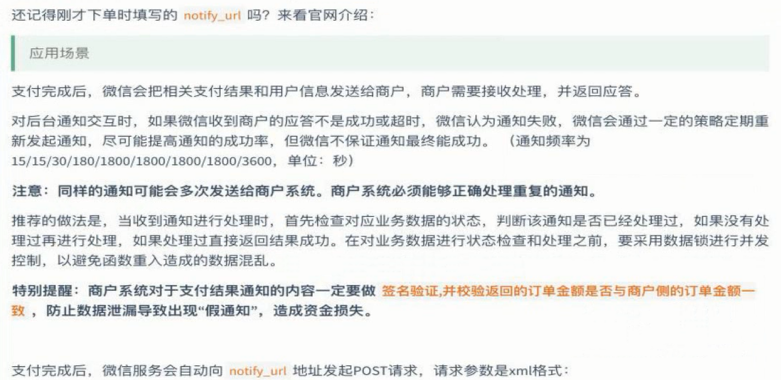 还记得刚才下单时填写的 notify_url 吗？来看官网介绍：
应用场景
支付完成后，微信会把相关支付结果和用户信息发送给商户，商户需要接收处理，并返回应答。
对后台通知交互时，如果微信收到商户的应答不是成功或超时，微信认为通知失败，微信会通过一定的策略定期重
新发起通知，尽可能提高通知的成功率，但微信不保证通知最终能成功。（通知频率为
15/15/30/180/1800/1800/1800/1800/3600，单位：秒）
注意：同样的通知可能会多次发送给商户系统。商户系统必须能够正确处理重复的通知。
推荐的做法是，当收到通知进行处理时，首先检查对应业务数据的状态，判断该通知是否已经处理过，如果没有处
理过再进行处理，如果处理过直接返回结果成功。在对业务数据进行状态检查和处理之前，要采用数据锁进行并发
控制，以避免函数重入造成的数据混乱。
特别提醒：商户系统对于支付结果通知的内容一定要做 签名验证,并校验返回的订单金额是否与商户侧的订单金额一
致 ，防止数据泄漏导致出现“假通知”，造成资金损失。
支付完成后，微信服务会自动向 notify_url 地址发起POST请求，请求参数是xml格式：